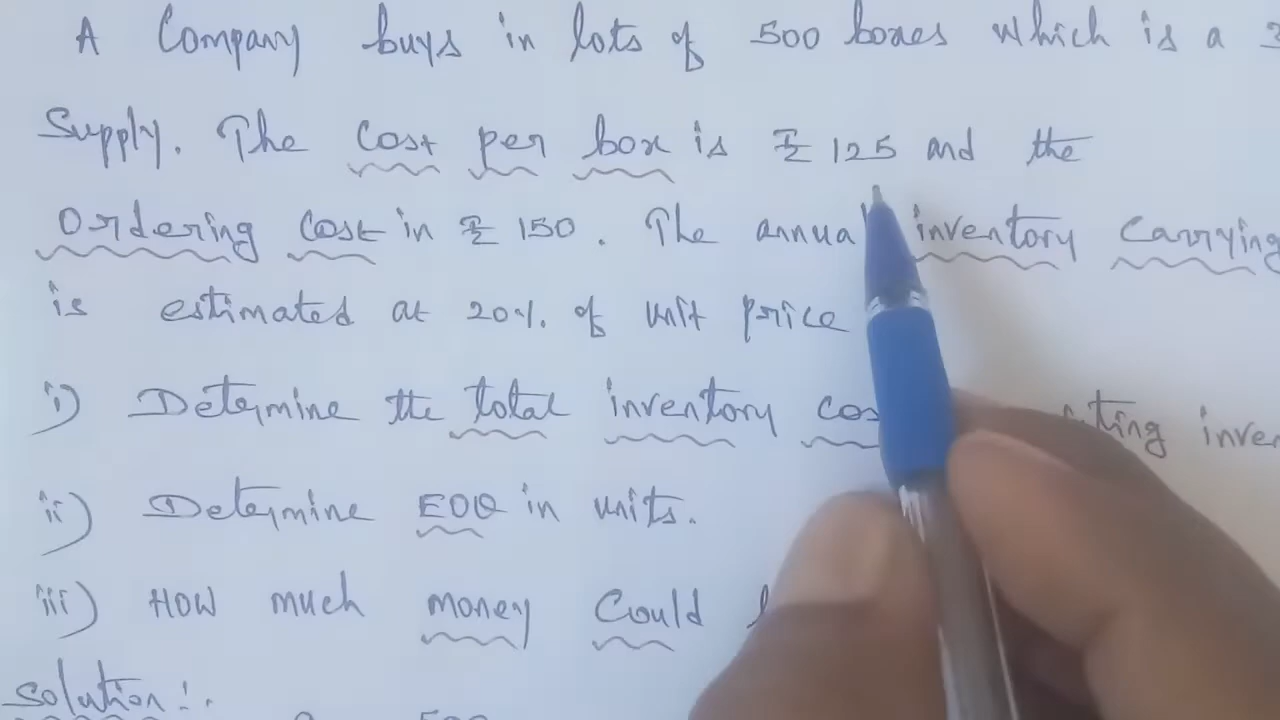 A Company buys in lots of 500 boxes which is a 3
Supply. The cost per box is ₹ 125 and the
Ordering cost in ₹ 150. The annual inventory carrying
is estimated at 20%. of unit price
i) Determine the total inventory
ii) Determine EOQ in units.
iii) HOW much money Could
Solution:.
500